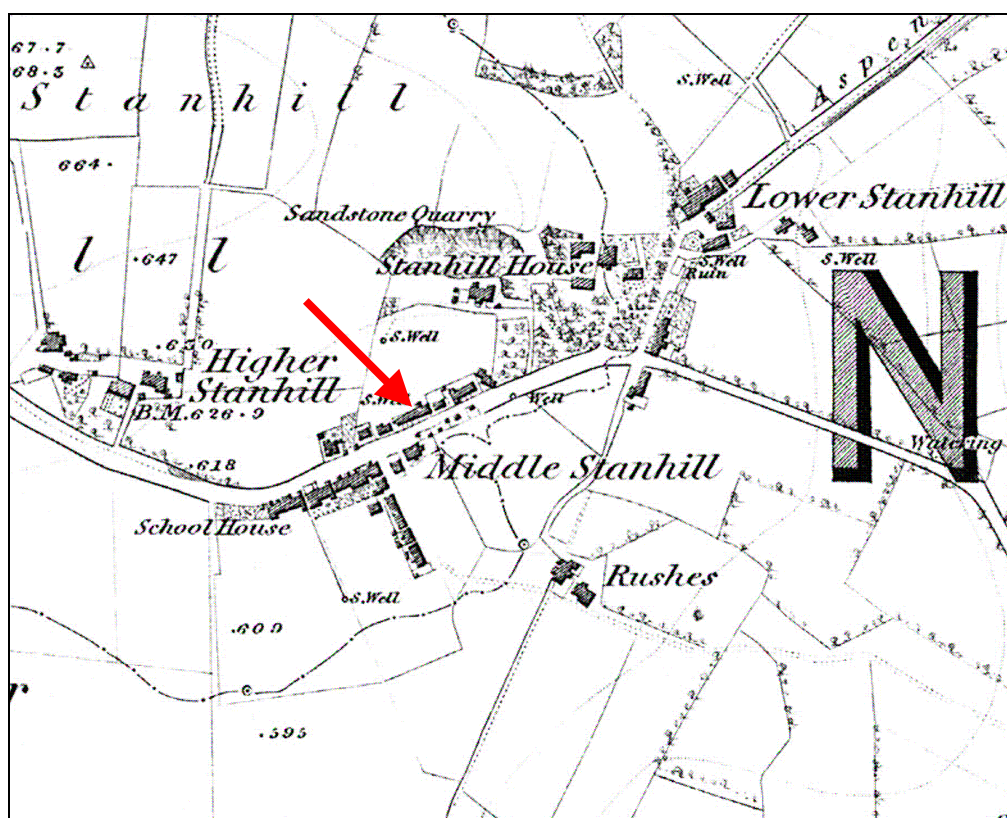 67·7
68·5
Stanhill
Aspen
S.Well
664·
Lower Stanhill
Sandstone Quarry
ll
·647
Stanhill House
S.Well
Ruin
S.Well
N
·650
S.Well
Higher
Stanhill
B.M.626·9
Well
Watering
·618
Middle Stanhill
School House
Rushes
S.Well
·609
r
·595